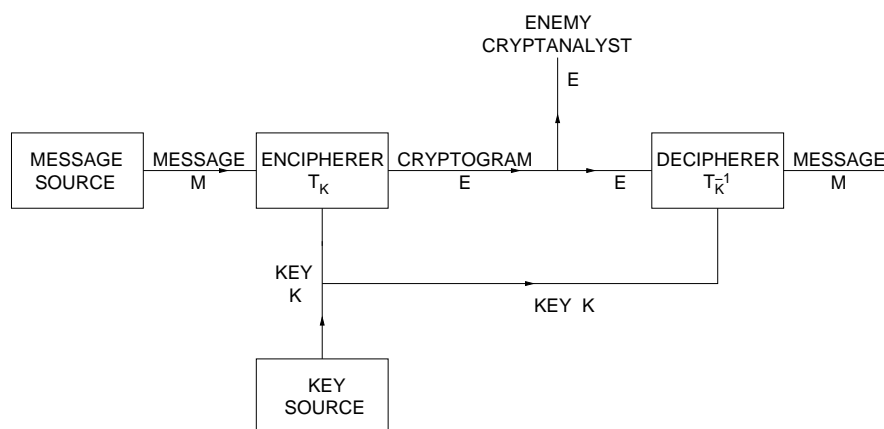 ENEMY
CRYPTANALYST
E
MESSAGE
SOURCE
MESSAGE
M
ENCIPHERER
T_K
CRYPTOGRAM
E
E
DECIPHERER
T_K^{-1}
MESSAGE
M
KEY
K
KEY K
KEY
SOURCE